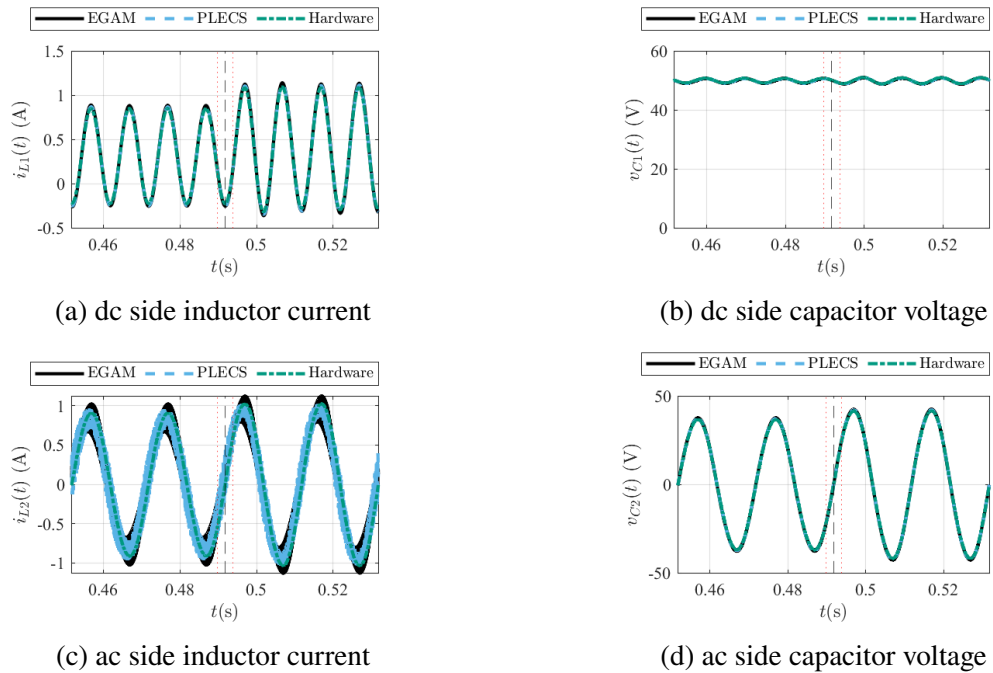 EGAM PLECS Hardware
1.5
1
0.5
0
-0.5
i_{L1}(t) (A)
0.46 0.48 0.5 0.52
t(s)
(a) dc side inductor current
EGAM PLECS Hardware
60
40
20
0
v_{C1}(t) (V)
0.46 0.48 0.5 0.52
t(s)
(b) dc side capacitor voltage
EGAM PLECS Hardware
1
0.5
0
-0.5
-1
i_{L2}(t) (A)
0.46 0.48 0.5 0.52
t(s)
(c) ac side inductor current
EGAM PLECS Hardware
50
0
-50
v_{C2}(t) (V)
0.46 0.48 0.5 0.52
t(s)
(d) ac side capacitor voltage